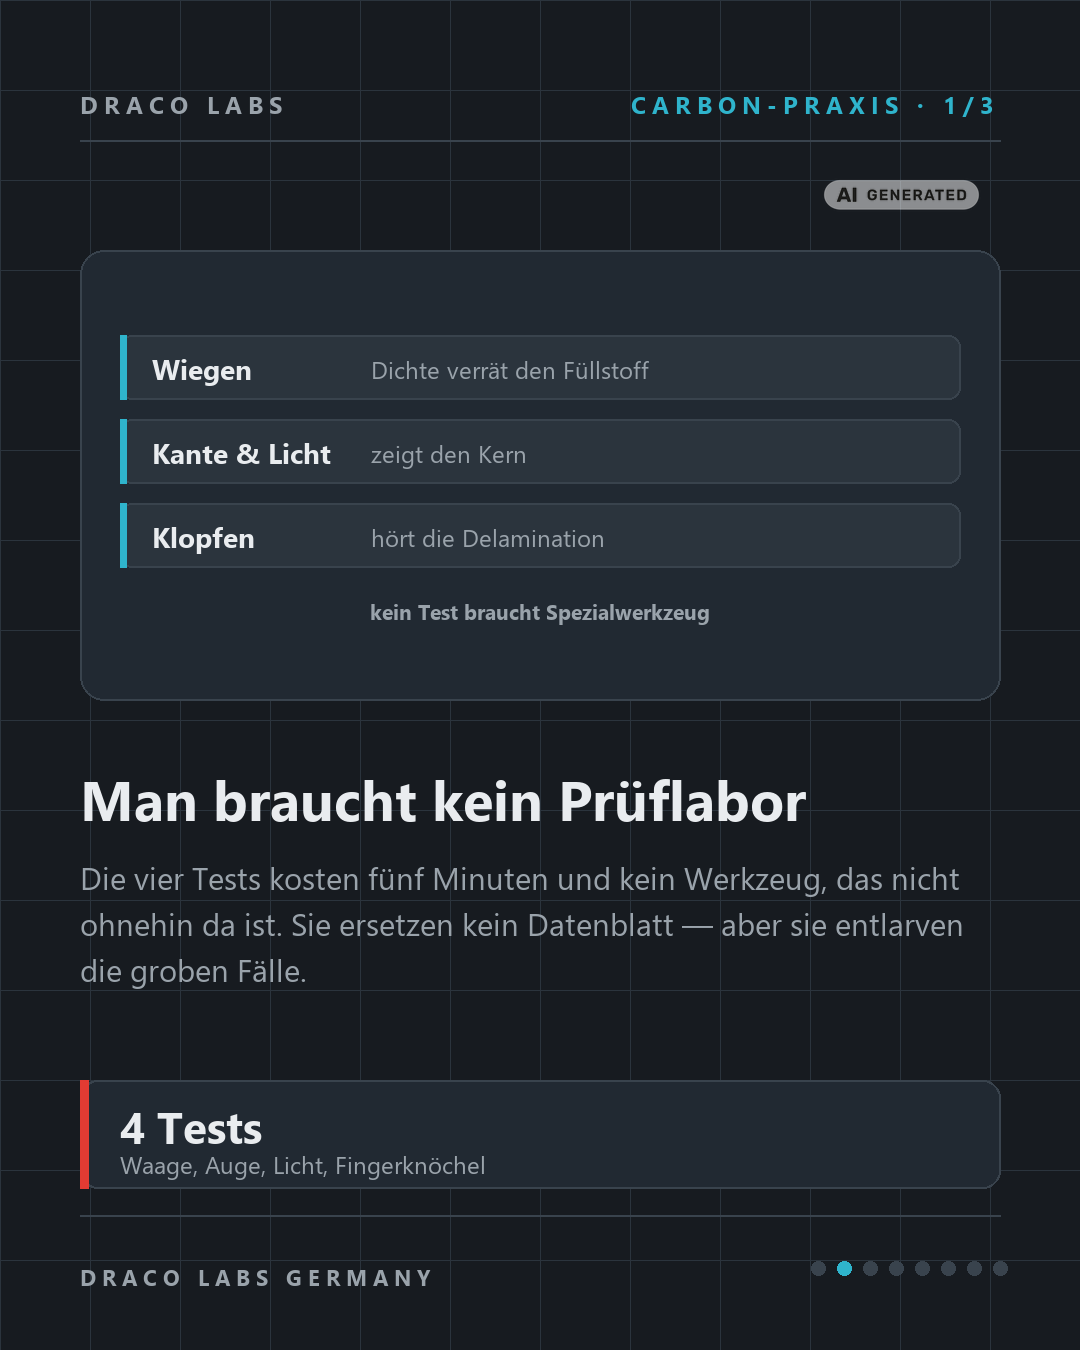 DRACO LABS
CARBON-PRAXIS · 1/3
AI GENERATED
Wiegen Dichte verrät den Füllstoff
Kante & Licht zeigt den Kern
Klopfen hört die Delamination
kein Test braucht Spezialwerkzeug
Man braucht kein Prüflabor
Die vier Tests kosten fünf Minuten und kein Werkzeug, das nicht
ohnehin da ist. Sie ersetzen kein Datenblatt — aber sie entlarven
die groben Fälle.
4 Tests
Waage, Auge, Licht, Fingerknöchel
DRACO LABS GERMANY